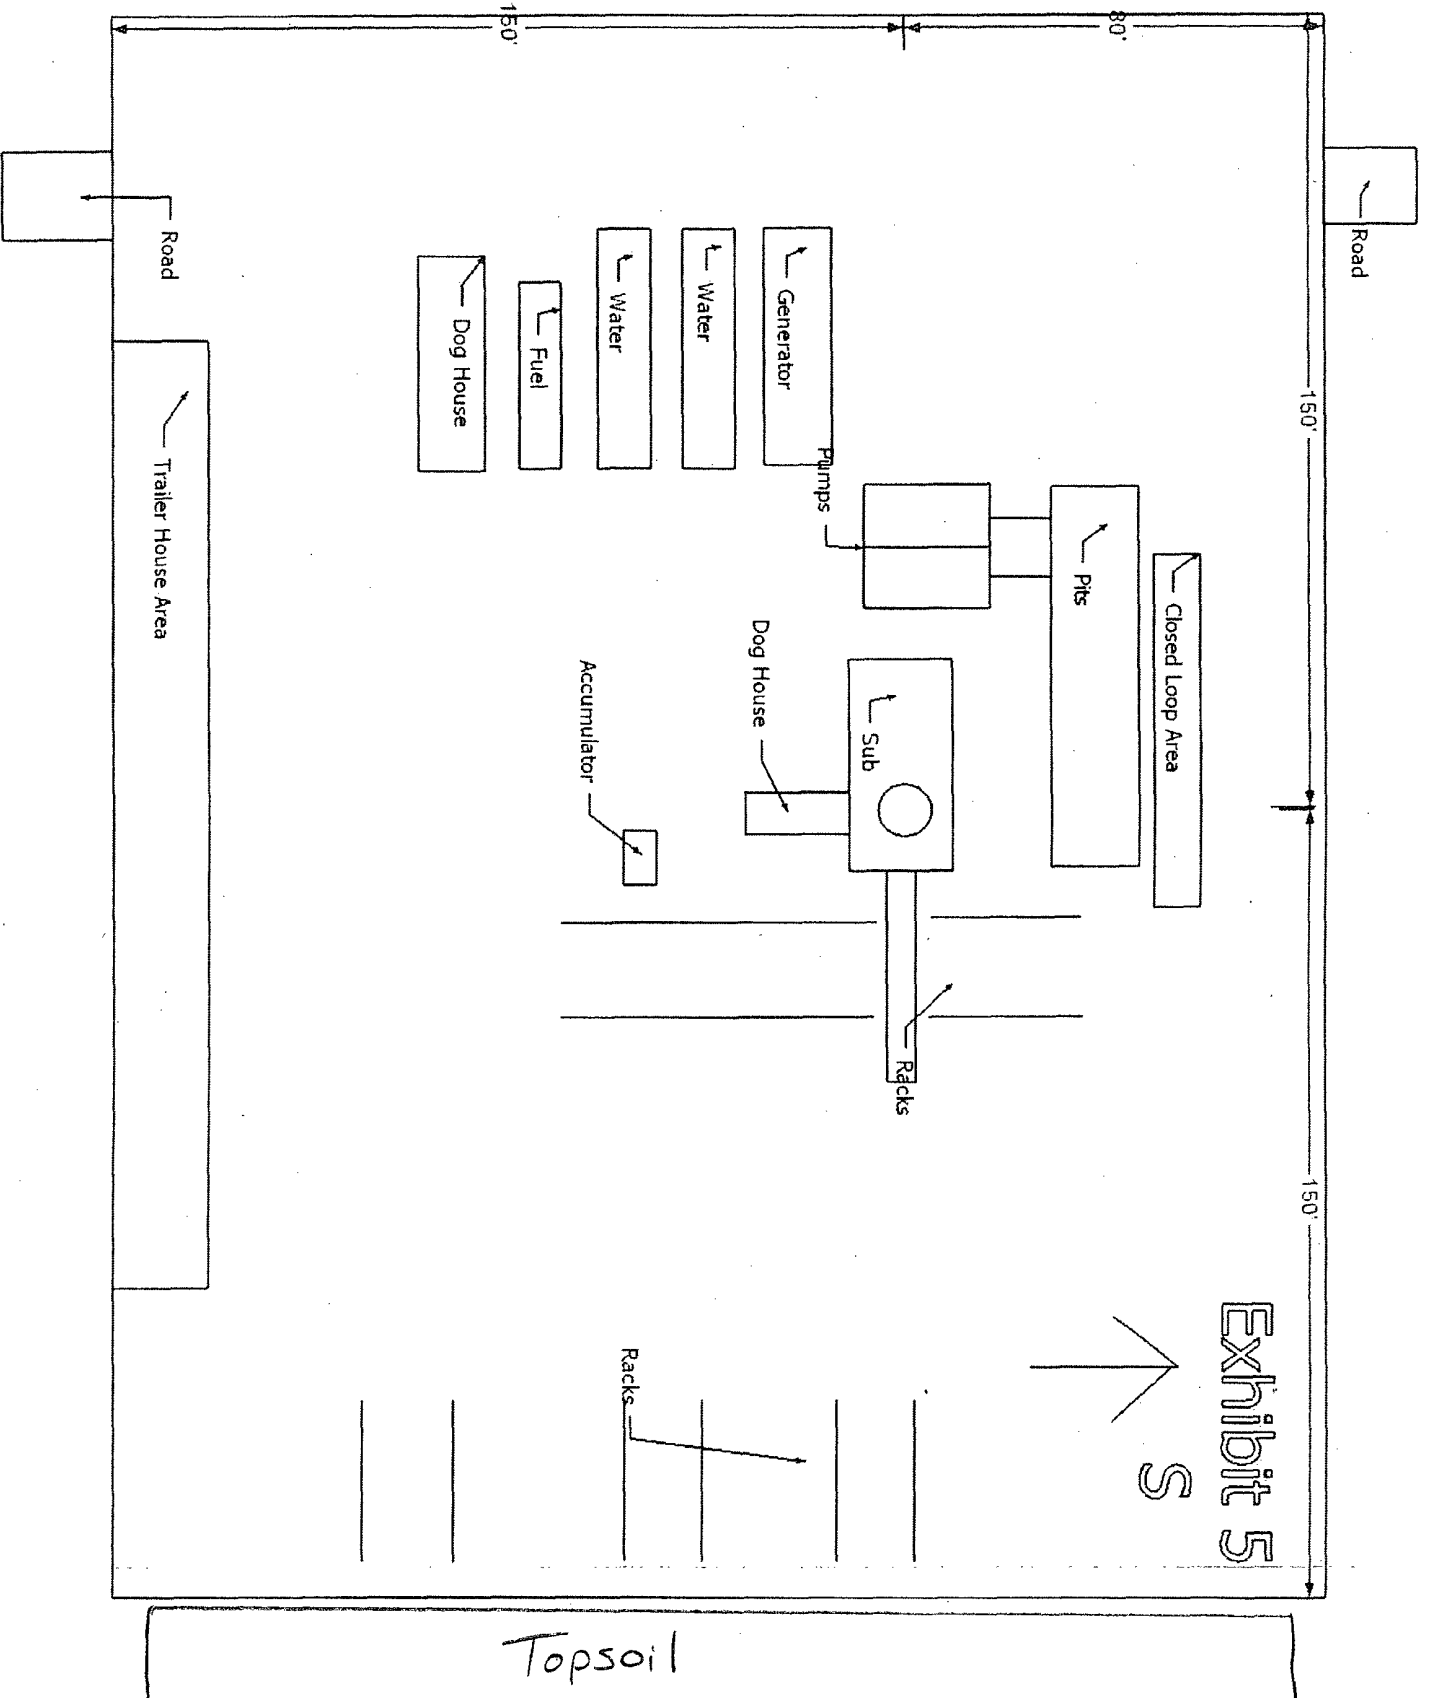 Exhibit 5
S
150'
150'
150'
80'
Road
Road
Closed Loop Area
Pits
Pumps
Generator
Water
Water
Fuel
Dog House
Sub
Dog House
Accumulator
Racks
Racks
Trailer House Area
Topsoil